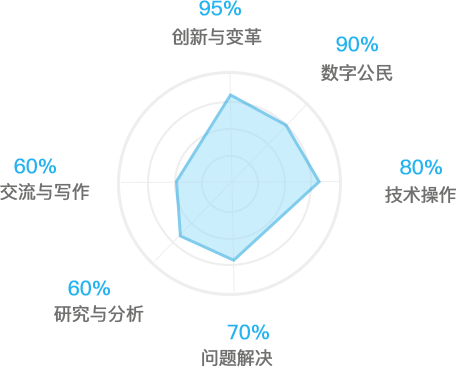 95%
创新与变革
90%
数字公民
80%
技术操作
60%
交流与写作
60%
研究与分析
70%
问题解决